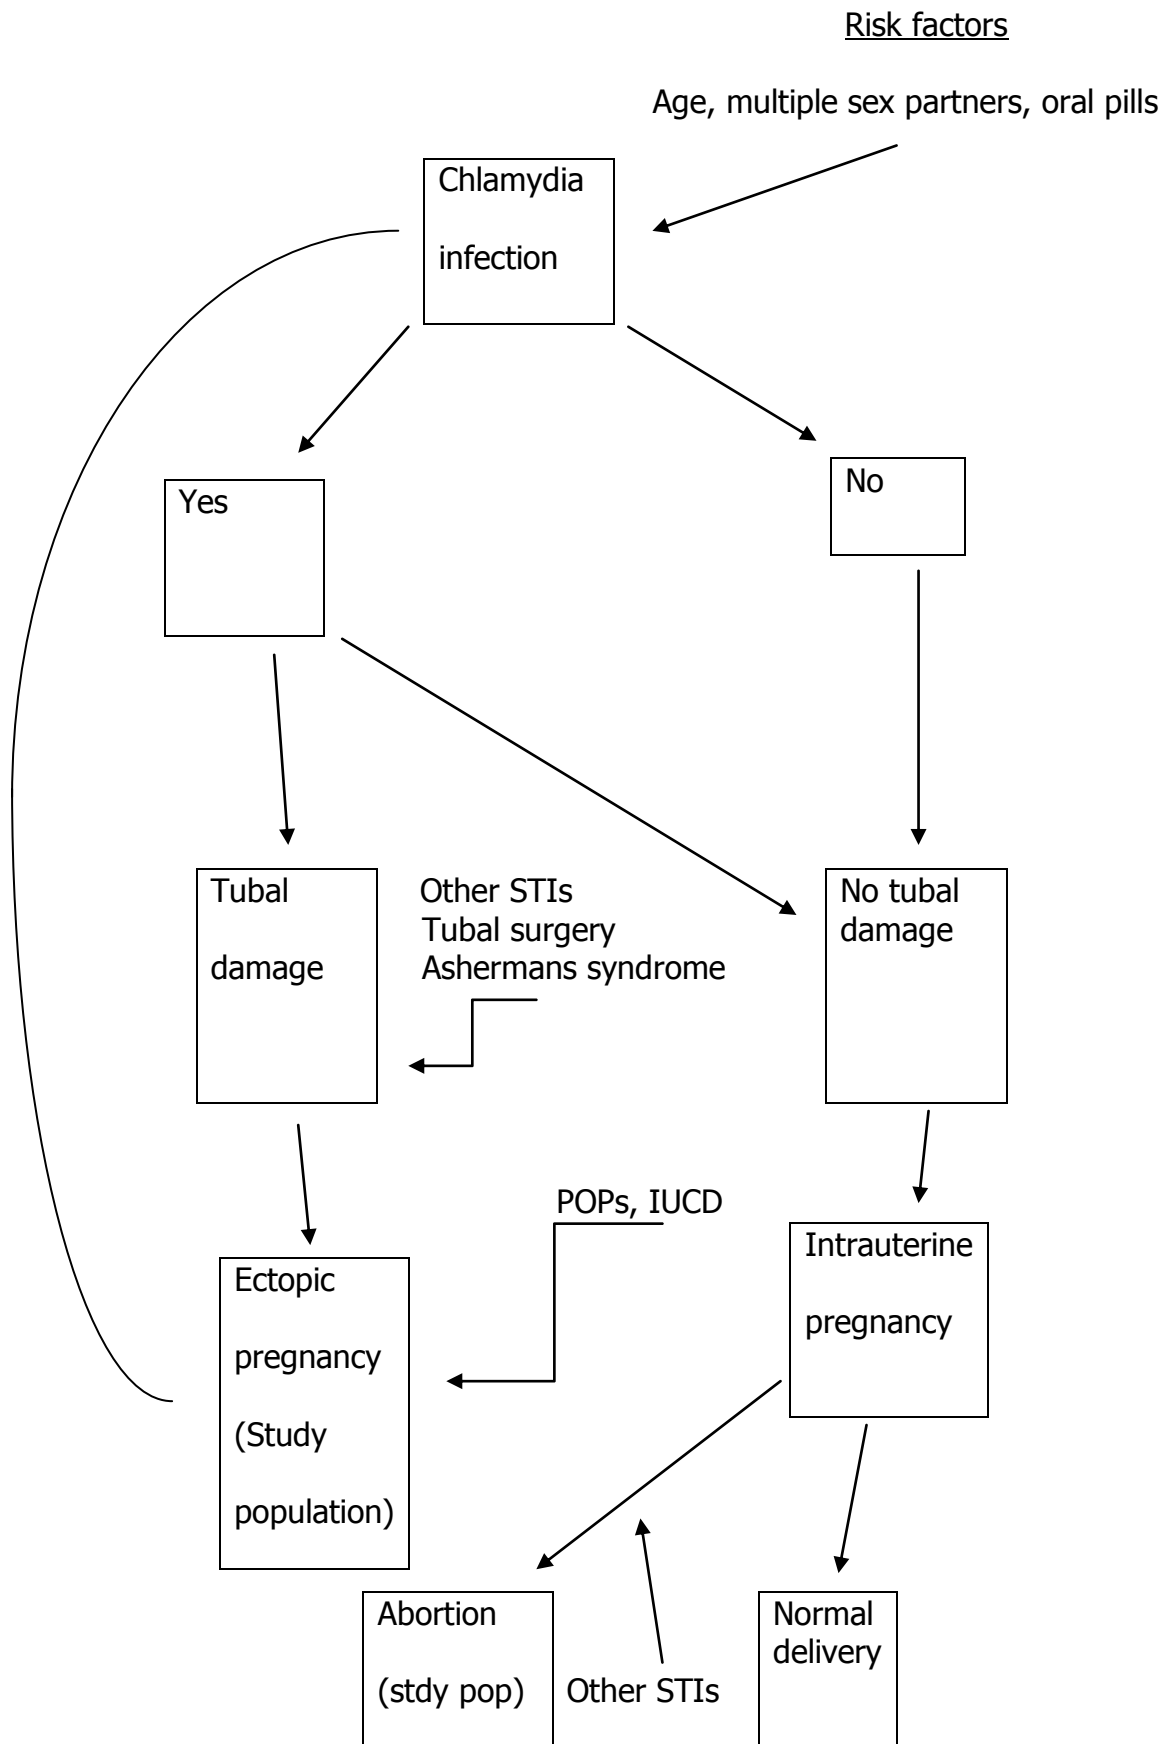 Risk factors
Age, multiple sex partners, oral pills
Chlamydia
infection
Yes
No
Tubal
damage
Other STIs
Tubal surgery
Ashermans syndrome
No tubal
damage
POPs, IUCD
Ectopic
pregnancy
(Study
population)
Intrauterine
pregnancy
Abortion
(stdy pop)
Other STIs
Normal
delivery